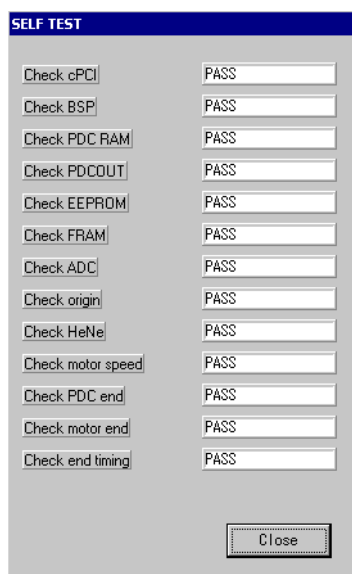 SELF TEST
Check cPCI PASS
Check BSP PASS
Check PDC RAM PASS
Check PDCOUT PASS
Check EEPROM PASS
Check FRAM PASS
Check ADC PASS
Check origin PASS
Check HeNe PASS
Check motor speed PASS
Check PDC end PASS
Check motor end PASS
Check end timing PASS
Close